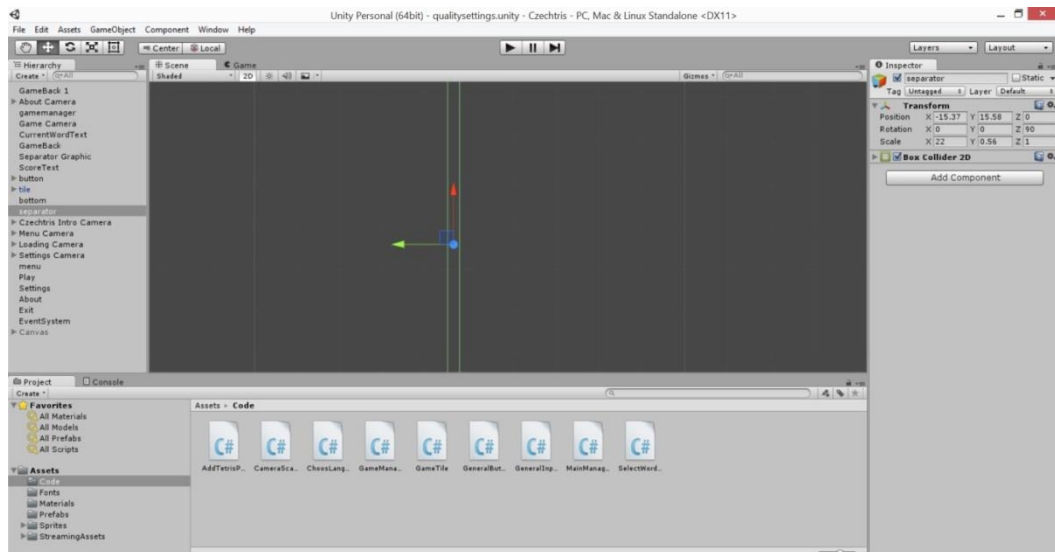 Unity Personal (64bit) - qualitysettings.unity - Czechtris - PC, Mac & Linux Standalone <DX11>
File Edit Assets GameObject Component Window Help
Center Local Layers Layout
Hierarchy
Create All
GameBack 1
About Camera
gamemanager
Game Camera
CurrentWordText
GameBack
Separator Graphic
ScoreText
button
tile
bottom
separator
Czechtris Intro Camera
Menu Camera
Loading Camera
Settings Camera
menu
Play
Settings
About
Exit
EventSystem
Canvas
Scene Game
Shaded 2D Gizmos All
Inspector
separator Static
Tag Untagged Layer Default
Transform
Position X -15.37 Y 15.58 Z 0
Rotation X 0 Y 0 Z 90
Scale X 22 Y 0.56 Z 1
Box Collider 2D
Add Component
Project Console
Create
Favorites
All Materials
All Models
All Prefabs
All Scripts
Assets
Code
Fonts
Materials
Prefabs
Sprites
StreamingAssets
Assets Code
C# C# C# C# C# C# C# C# C#
AddTetrisP... CameraSca... ChossLang... GameMana... GameTile GeneralBut... GeneralInp... MainManag... SelectWord...